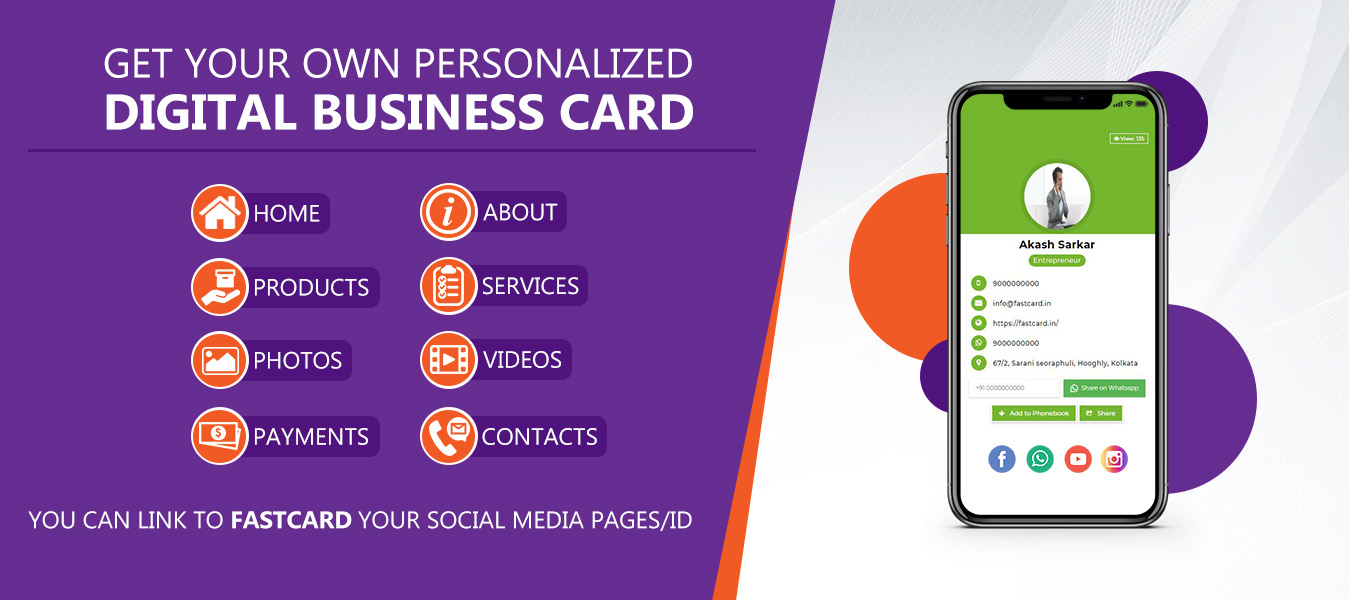 GET YOUR OWN PERSONALIZED
DIGITAL BUSINESS CARD
HOME
ABOUT
PRODUCTS
SERVICES
PHOTOS
VIDEOS
PAYMENTS
CONTACTS
YOU CAN LINK TO FASTCARD YOUR SOCIAL MEDIA PAGES/ID
View: 135
Akash Sarkar
Entrepreneur
9000000000
info@fastcard.in
https://fastcard.in/
9000000000
67/2, Sarani seoraphuli, Hooghly, Kolkata
+91 0000000000
Share on Whatsapp
Add to Phonebook
Share